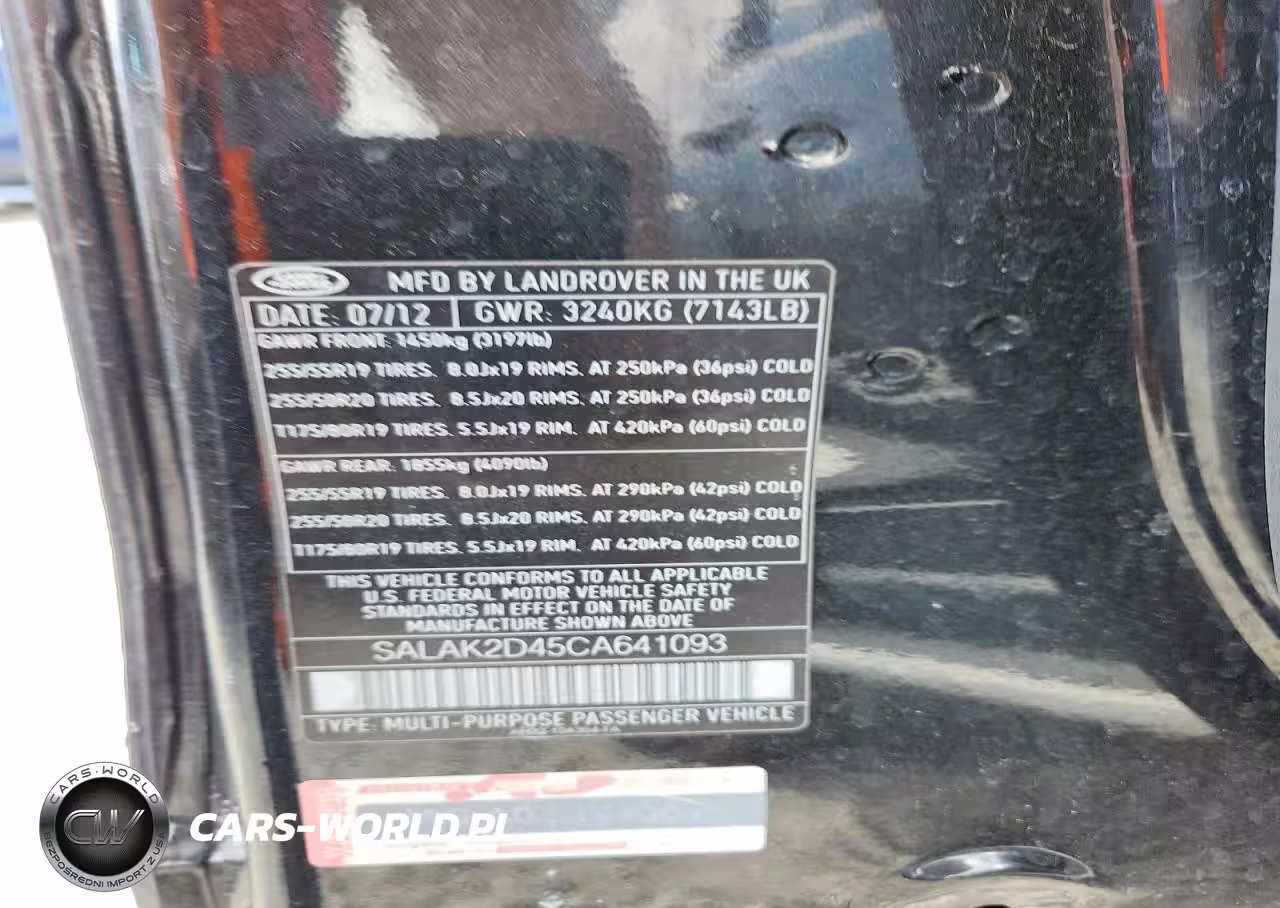 MFD BY LANDROVER IN THE UK
DATE: 07/12 GWR: 3240KG (7143LB)
GAWR FRONT: 1450kg (3197lb)
255/55R19 TIRES. 8.0Jx19 RIMS. AT 250kPa (36psi) COLD
255/50R20 TIRES. 8.5Jx20 RIMS. AT 250kPa (36psi) COLD
T175/80R19 TIRES. 5.5Jx19 RIM. AT 420kPa (60psi) COLD
GAWR REAR: 1855kg (4090lb)
255/55R19 TIRES. 8.0Jx19 RIMS. AT 290kPa (42psi) COLD
255/50R20 TIRES. 8.5Jx20 RIMS. AT 290kPa (42psi) COLD
T175/80R19 TIRES. 5.5Jx19 RIM. AT 420kPa (60psi) COLD
THIS VEHICLE CONFORMS TO ALL APPLICABLE
U.S. FEDERAL MOTOR VEHICLE SAFETY
STANDARDS IN EFFECT ON THE DATE OF
MANUFACTURE SHOWN ABOVE
SALAK2D45CA641093
TYPE: MULTI-PURPOSE PASSENGER VEHICLE
CARS-WORLD
CW
BEZPOŚREDNI IMPORT Z USA
CARS-WORLD.PL